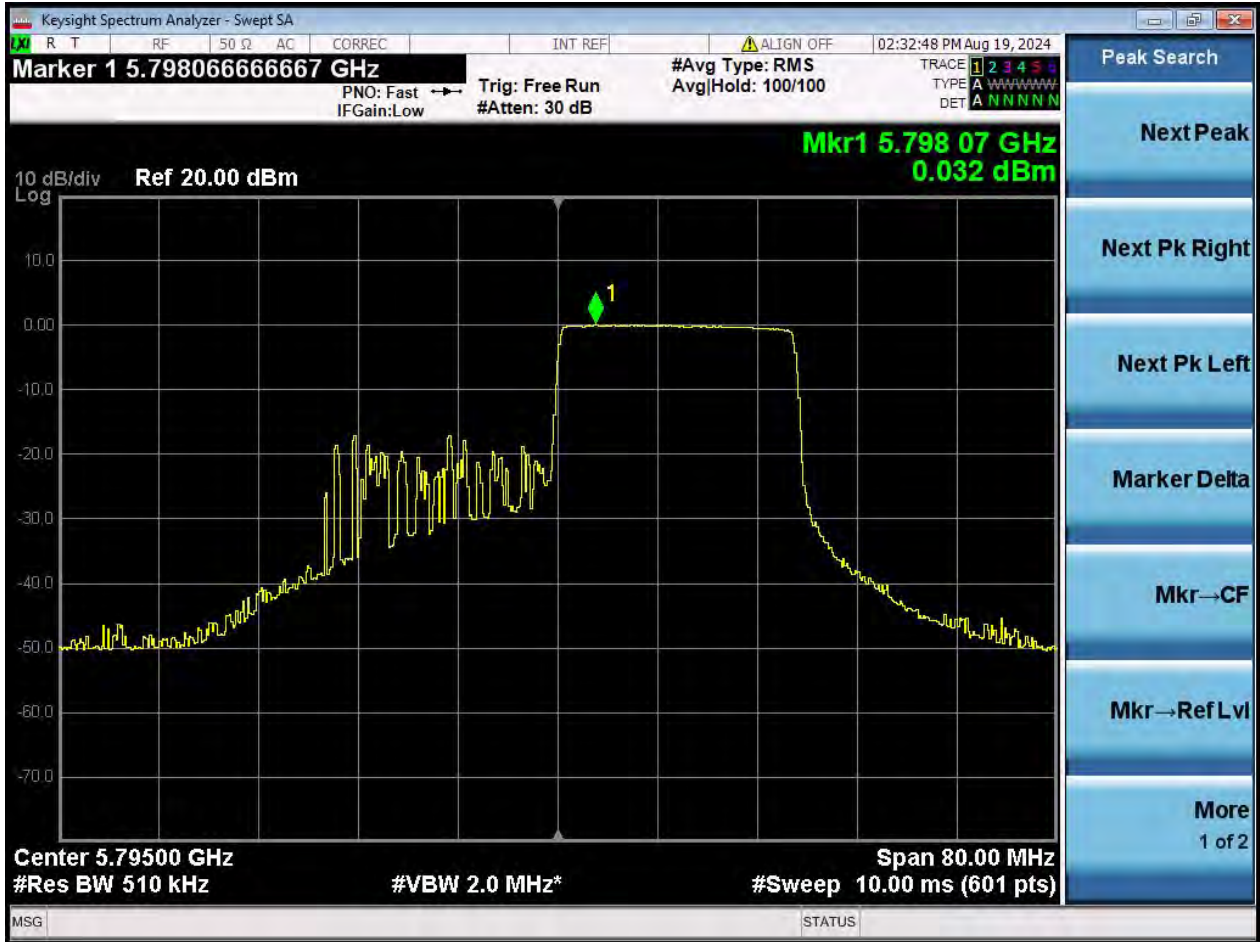 Keysight Spectrum Analyzer - Swept SA
LXI R T RF 50 Ω AC CORREC INT REF ALIGN OFF 02:32:48 PM Aug 19, 2024
Marker 1 5.798066666667 GHz
PNO: Fast
IFGain:Low
Trig: Free Run
#Atten: 30 dB
#Avg Type: RMS
Avg|Hold: 100/100
TRACE 1 2 3 4 5 6
TYPE A WWWWW
DET A N N N N N
Mkr1 5.798 07 GHz
0.032 dBm
10 dB/div Ref 20.00 dBm
Log
10.0
0.00
-10.0
-20.0
-30.0
-40.0
-50.0
-60.0
-70.0
1
Center 5.79500 GHz Span 80.00 MHz
#Res BW 510 kHz #VBW 2.0 MHz* #Sweep 10.00 ms (601 pts)
MSG STATUS
Peak Search
Next Peak
Next Pk Right
Next Pk Left
Marker Delta
Mkr→CF
Mkr→Ref Lvl
More
1 of 2